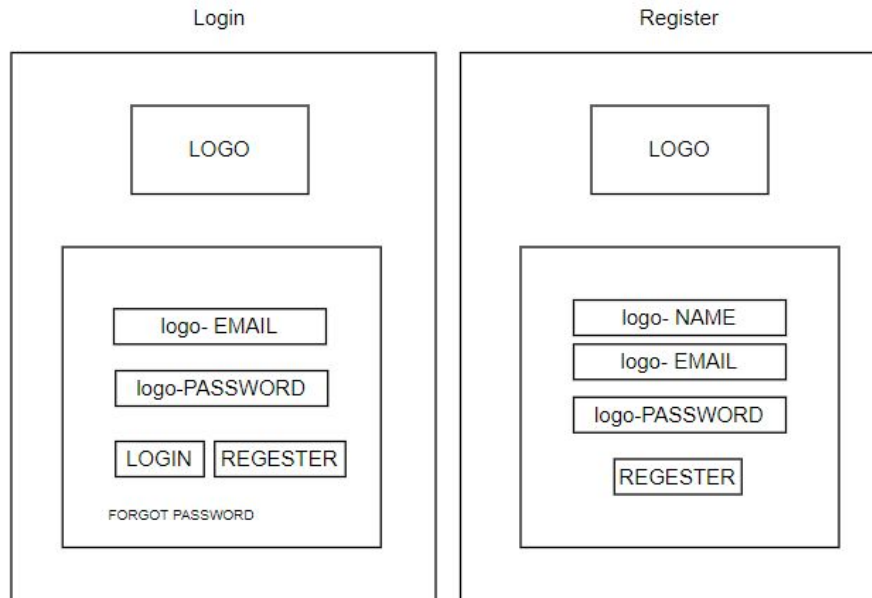 Login
LOGO
logo- EMAIL
logo-PASSWORD
LOGIN
REGESTER
FORGOT PASSWORD
Register
LOGO
logo- NAME
logo- EMAIL
logo-PASSWORD
REGESTER